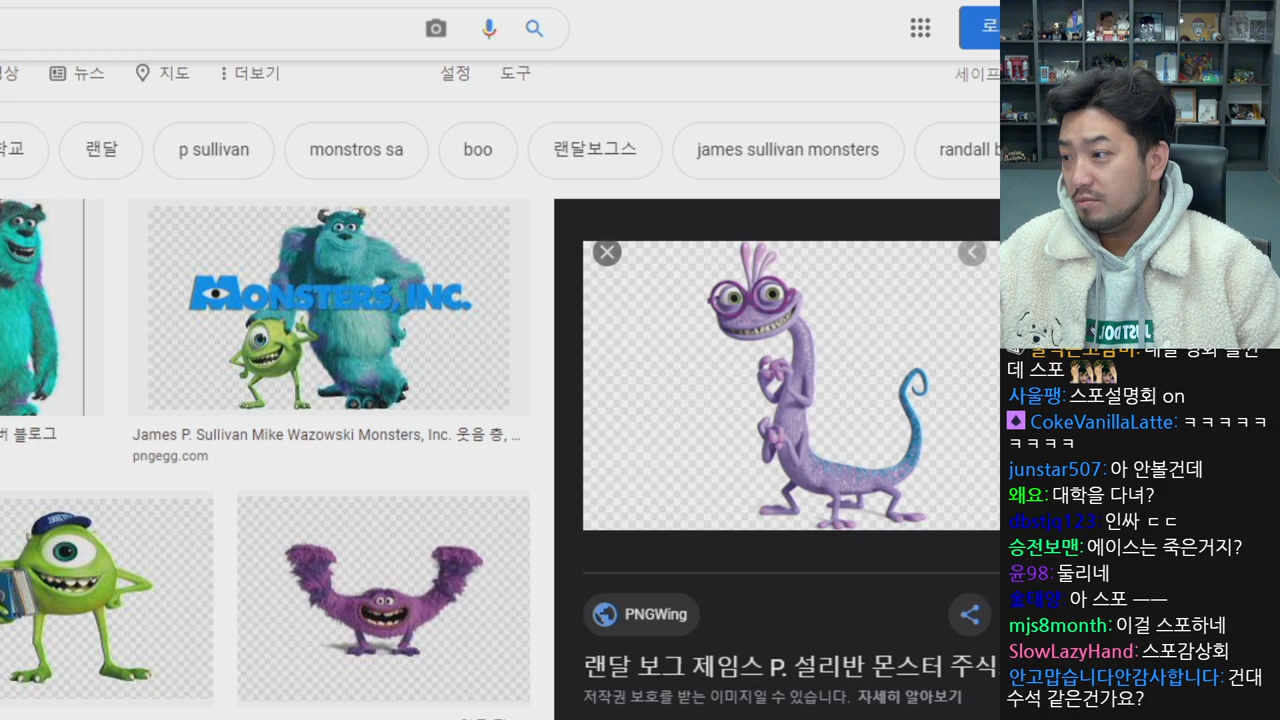 로
상
뉴스
지도
더보기
설정
도구
세이프
학교
랜달
p sullivan
monstros sa
boo
랜달보그스
james sullivan monsters
randall b
MONSTERS, INC.
버 블로그
James P. Sullivan Mike Wazowski Monsters, Inc. 웃음 층, ...
pngegg.com
PNGWing
랜달 보그 제임스 P. 설리반 몬스터 주식
저작권 보호를 받는 이미지일 수 있습니다. 자세히 알아보기
데 스포
사울팽: 스포설명회 on
CokeVanillaLatte: ㅋㅋㅋㅋㅋ
ㅋㅋㅋㅋ
junstar507: 아 안볼건데
왜요: 대학을 다녀?
dbstjq123: 인싸 ㄷㄷ
승전보맨: 에이스는 죽은거지?
윤98: 둘리네
아 스포 ㅡㅡ
mjs8month: 이걸 스포하네
SlowLazyHand: 스포감상회
안고맙습니다안감사합니다: 건대
수석 같은건가요?